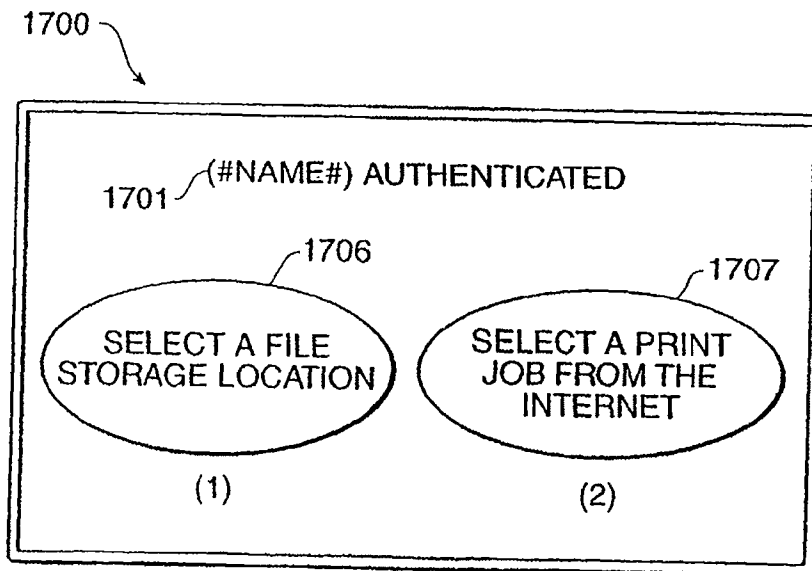 1700
(#NAME#) AUTHENTICATED
1701
1706
1707
SELECT A FILE
STORAGE LOCATION
SELECT A PRINT
JOB FROM THE
INTERNET
(1)
(2)